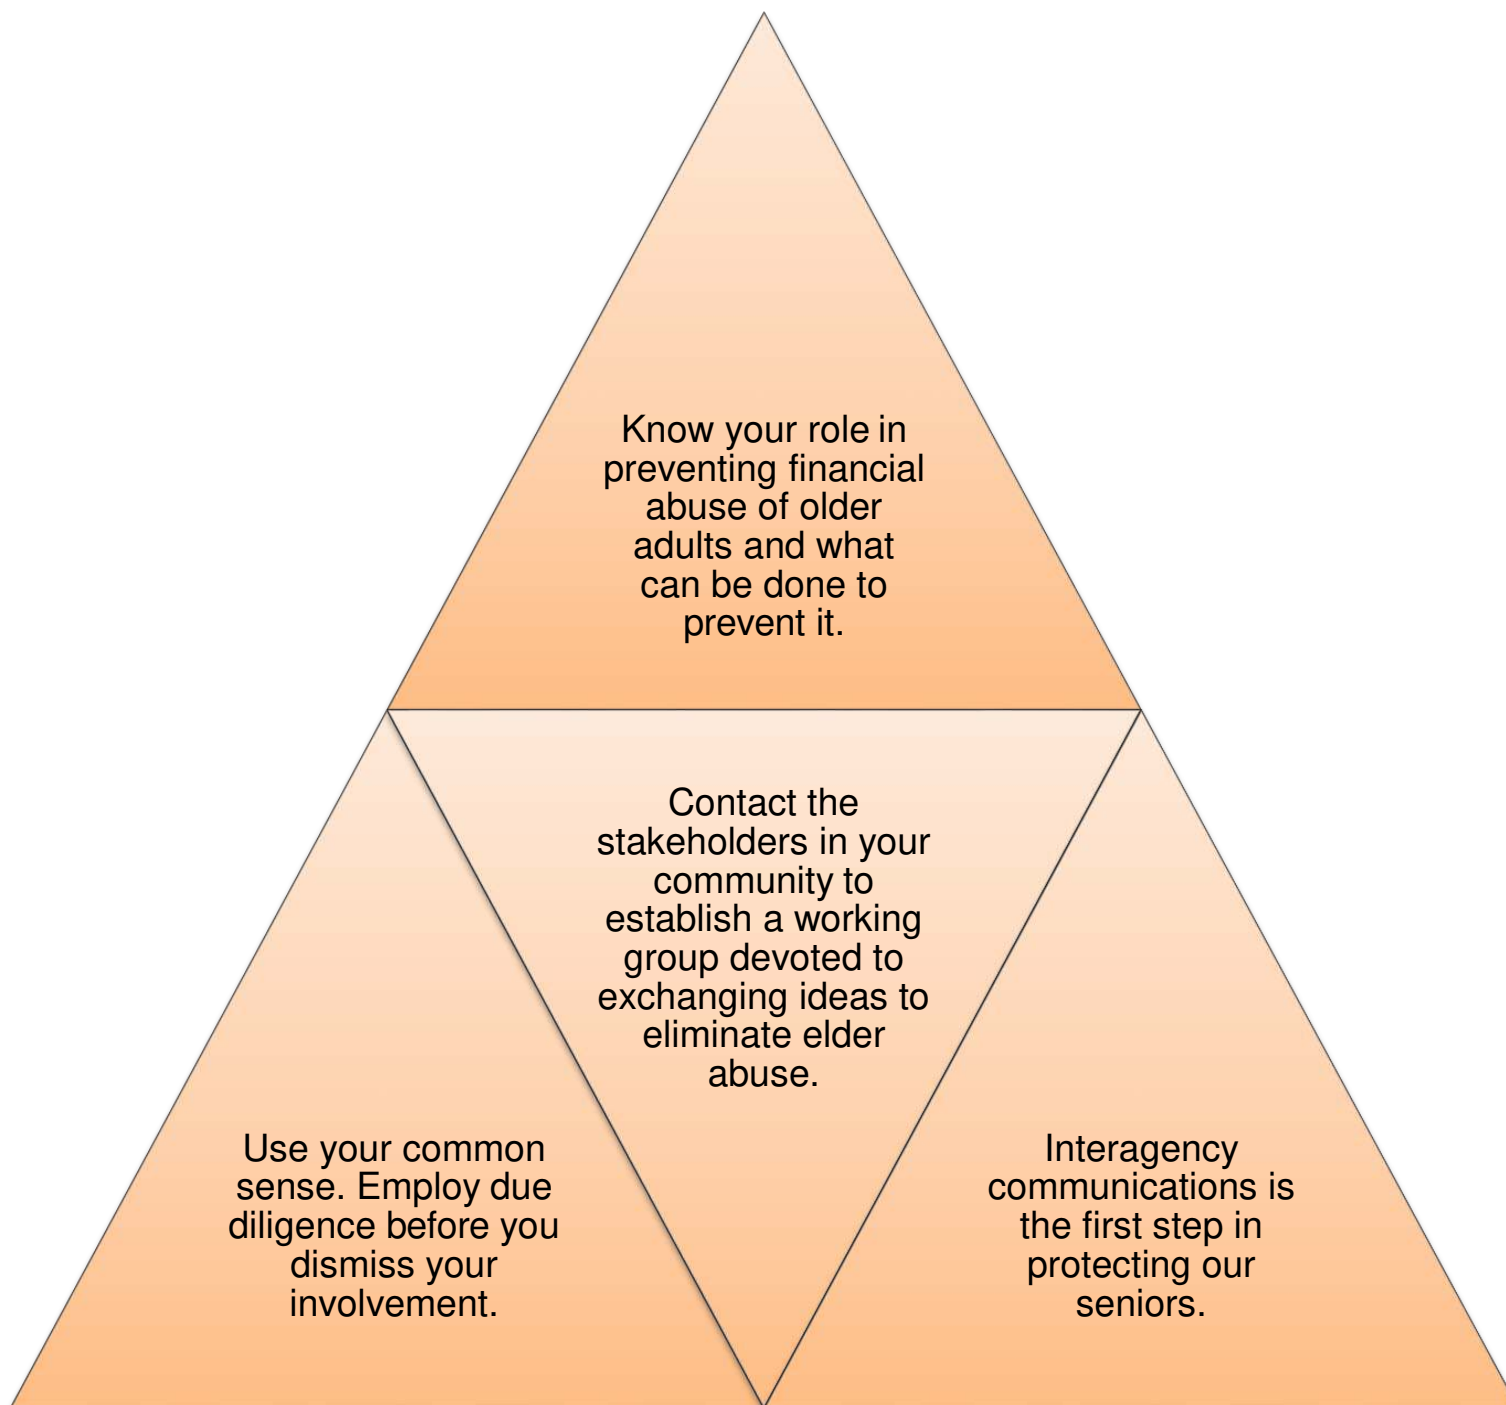 Know your role in
preventing financial
abuse of older
adults and what
can be done to
prevent it.
Contact the
stakeholders in your
community to
establish a working
group devoted to
exchanging ideas to
eliminate elder
abuse.
Use your common
sense. Employ due
diligence before you
dismiss your
involvement.
Interagency
communications is
the first step in
protecting our
seniors.